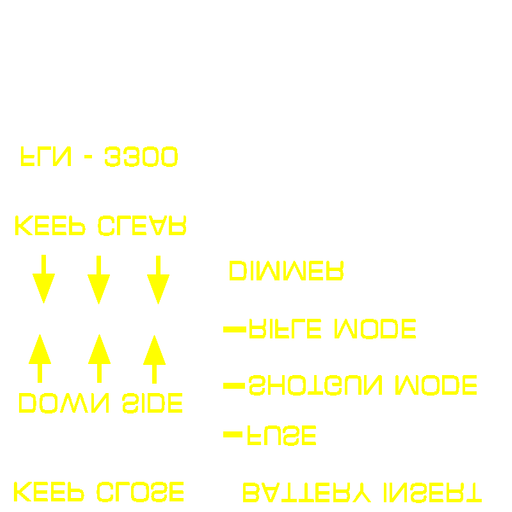 FLN - 3300
KEEP CLEAR
DIMMER
RIFLE MODE
SHOTGUN MODE
DOWN SIDE
FUSE
KEEP CLOSE
BATTERY INSERT